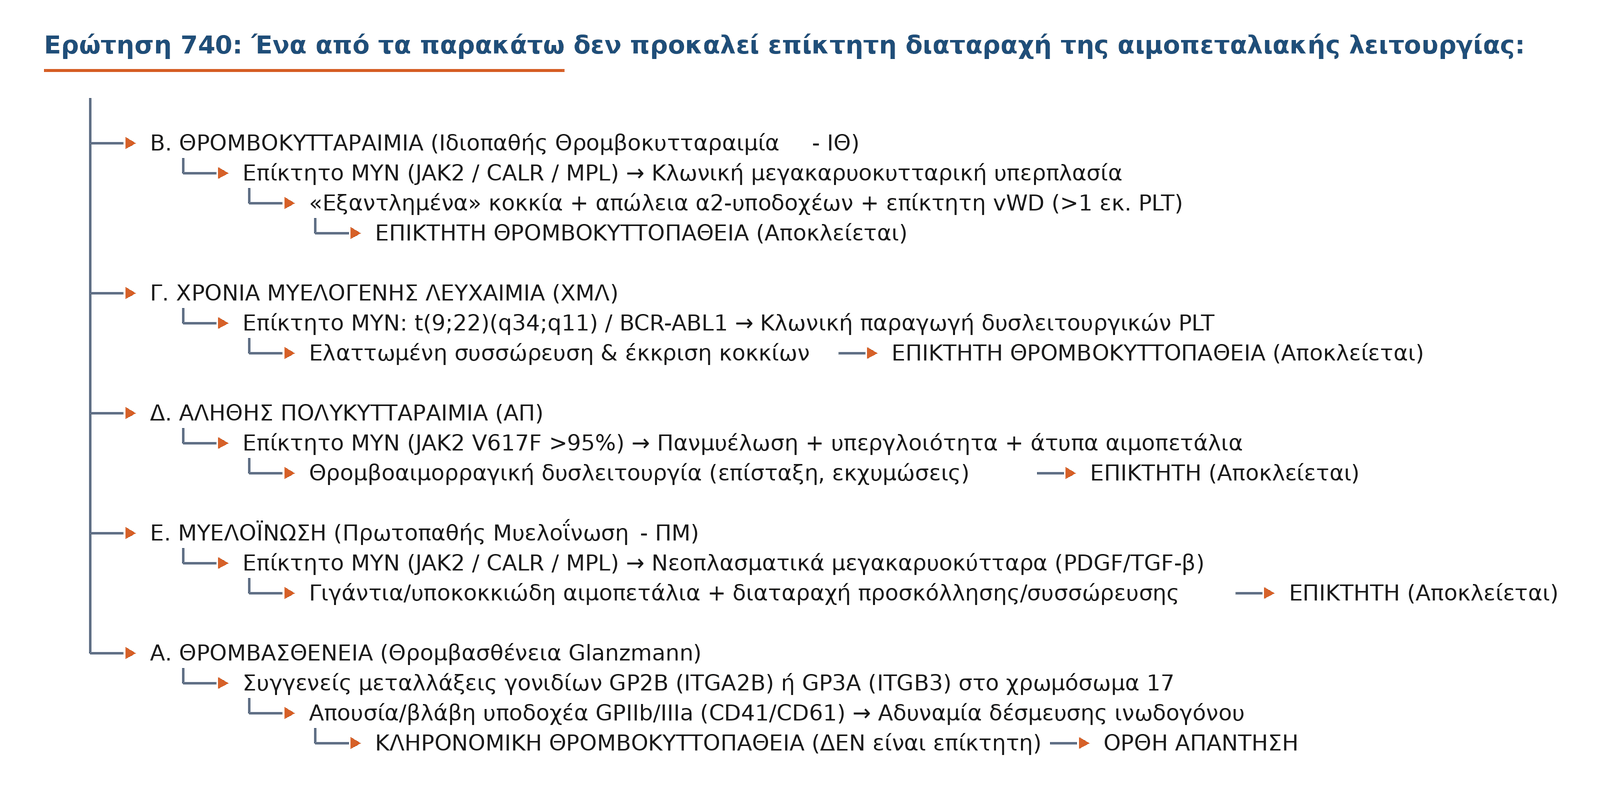 Ερώτηση 740: Ένα από τα παρακάτω δεν προκαλεί επίκτητη διαταραχή της αιμοπεταλιακής λειτουργίας:
Β. ΘΡΟΜΒΟΚΥΤΤΑΡΑΙΜΙΑ (Ιδιοπαθής Θρομβοκυτταραιμία - ΙΘ)
Επίκτητο ΜΥΝ (JAK2 / CALR / MPL) → Κλωνική μεγακαρυοκυτταρική υπερπλασία
«Εξαντλημένα» κοκκία + απώλεια α2-υποδοχέων + επίκτητη vWD (>1 εκ. PLT)
ΕΠΙΚΤΗΤΗ ΘΡΟΜΒΟΚΥΤΤΟΠΑΘΕΙΑ (Αποκλείεται)
Γ. ΧΡΟΝΙΑ ΜΥΕΛΟΓΕΝΗΣ ΛΕΥΧΑΙΜΙΑ (ΧΜΛ)
Επίκτητο ΜΥΝ: t(9;22)(q34;q11) / BCR-ABL1 → Κλωνική παραγωγή δυσλειτουργικών PLT
Ελαττωμένη συσσώρευση & έκκριση κοκκίων ΕΠΙΚΤΗΤΗ ΘΡΟΜΒΟΚΥΤΤΟΠΑΘΕΙΑ (Αποκλείεται)
Δ. ΑΛΗΘΗΣ ΠΟΛΥΚΥΤΤΑΡΑΙΜΙΑ (ΑΠ)
Επίκτητο ΜΥΝ (JAK2 V617F >95%) → Πανμυέλωση + υπεργλοιότητα + άτυπα αιμοπετάλια
Θρομβοαιμορραγική δυσλειτουργία (επίσταξη, εκχυμώσεις) ΕΠΙΚΤΗΤΗ (Αποκλείεται)
Ε. ΜΥΕΛΟΪΝΩΣΗ (Πρωτοπαθής Μυελοΐνωση - ΠΜ)
Επίκτητο ΜΥΝ (JAK2 / CALR / MPL) → Νεοπλασματικά μεγακαρυοκύτταρα (PDGF/TGF-β)
Γιγάντια/υποκοκκιώδη αιμοπετάλια + διαταραχή προσκόλλησης/συσσώρευσης ΕΠΙΚΤΗΤΗ (Αποκλείεται)
Α. ΘΡΟΜΒΑΣΘΕΝΕΙΑ (Θρομβασθένεια Glanzmann)
Συγγενείς μεταλλάξεις γονιδίων GP2B (ITGA2B) ή GP3A (ITGB3) στο χρωμόσωμα 17
Απουσία/βλάβη υποδοχέα GPIIb/IIIa (CD41/CD61) → Αδυναμία δέσμευσης ινωδογόνου
ΚΛΗΡΟΝΟΜΙΚΗ ΘΡΟΜΒΟΚΥΤΤΟΠΑΘΕΙΑ (ΔΕΝ είναι επίκτητη) ΟΡΘΗ ΑΠΑΝΤΗΣΗ